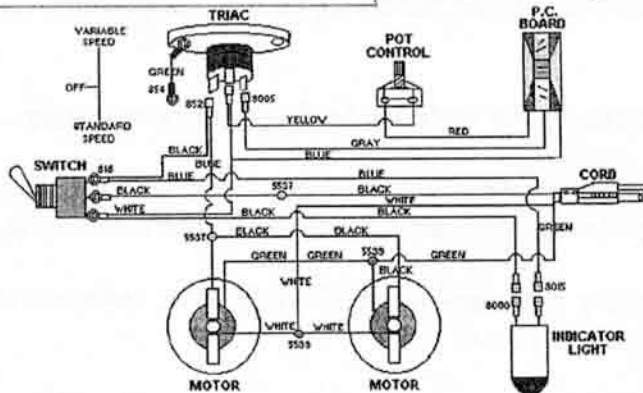 TRIAC
P.C.
BOARD
VARIABLE
SPEED
POT
CONTROL
GREEN
OFF
854
852
8005
YELLOW
STANDARD
SPEED
RED
GRAY
BLACK
BLUE
BLUE
SWITCH
818
BLUE
BLUE
BLACK
5537
BLACK
CORD
WHITE
WHITE
BLACK
BLACK
GREEN
5537
BLACK
BLACK
GREEN
GREEN
5539
BLACK
WHITE
8000
8015
WHITE
WHITE
5539
INDICATOR
LIGHT
MOTOR
MOTOR